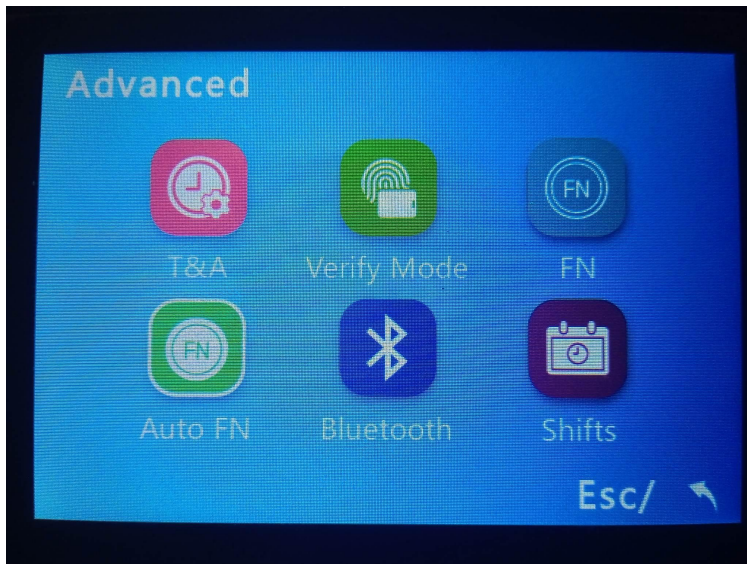 Advanced
T&A
Verify Mode
FN
FN
FN
Auto FN
Bluetooth
Shifts
Esc/